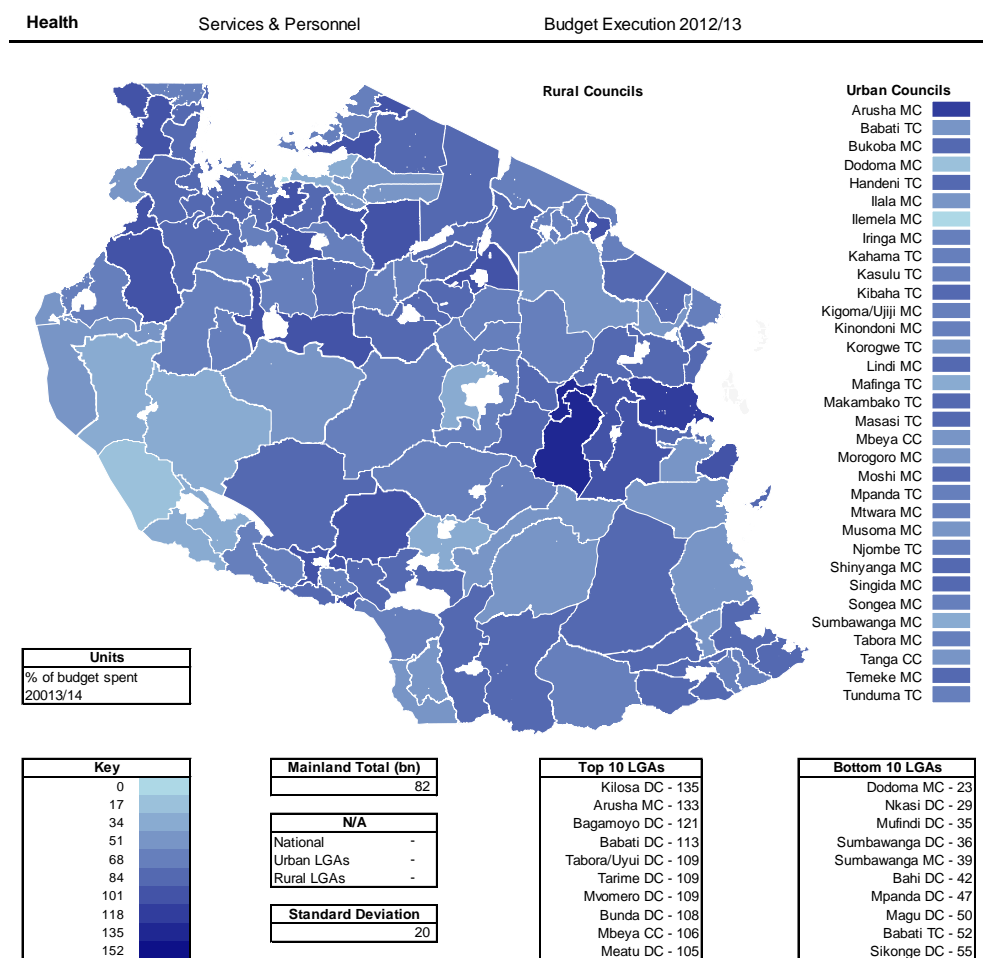 Health Services & Personnel Budget Execution 2012/13
Rural Councils
Urban Councils
Arusha MC
Babati TC
Bukoba MC
Dodoma MC
Handeni TC
Ilala MC
Ilemela MC
Iringa MC
Kahama TC
Kasulu TC
Kibaha TC
Kigoma/Ujiji MC
Kinondoni MC
Korogwe TC
Lindi MC
Mafinga TC
Makambako TC
Masasi TC
Mbeya CC
Morogoro MC
Moshi MC
Mpanda TC
Mtwara MC
Musoma MC
Njombe TC
Shinyanga MC
Singida MC
Songea MC
Sumbawanga MC
Tabora MC
Tanga CC
Temeke MC
Tunduma TC
Units
% of budget spent
20013/14
Key
0
17
34
51
68
84
101
118
135
152
Mainland Total (bn)
82
N/A
National -
Urban LGAs -
Rural LGAs -
Standard Deviation
20
Top 10 LGAs
Kilosa DC - 135
Arusha MC - 133
Bagamoyo DC - 121
Babati DC - 113
Tabora/Uyui DC - 109
Tarime DC - 109
Mvomero DC - 109
Bunda DC - 108
Mbeya CC - 106
Meatu DC - 105
Bottom 10 LGAs
Dodoma MC - 23
Nkasi DC - 29
Mufindi DC - 35
Sumbawanga DC - 36
Sumbawanga MC - 39
Bahi DC - 42
Mpanda DC - 47
Magu DC - 50
Babati TC - 52
Sikonge DC - 55